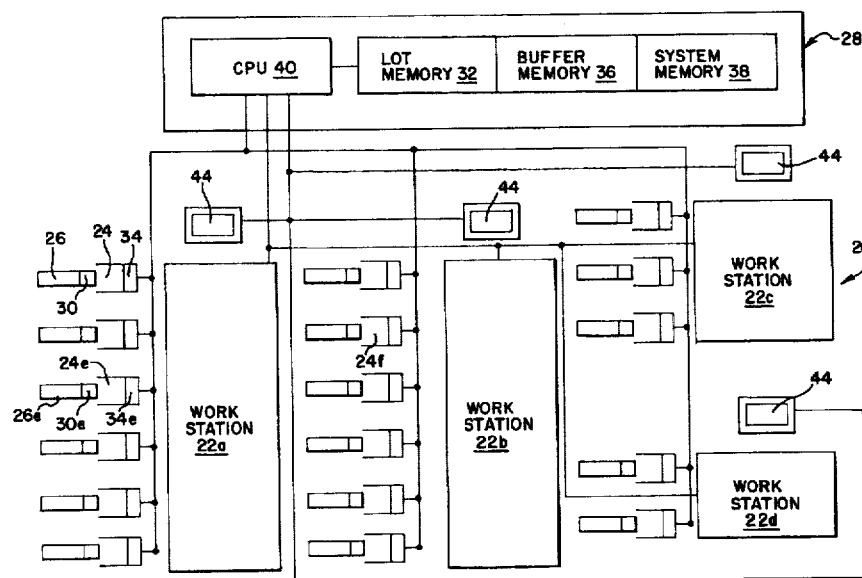 CPU 40
LOT MEMORY 32
BUFFER MEMORY 36
SYSTEM MEMORY 38
28
44
44
44
26
24
34
30
24e
26e
30e
34e
24f
WORK STATION 22a
WORK STATION 22b
WORK STATION 22c
20
44
WORK STATION 22d